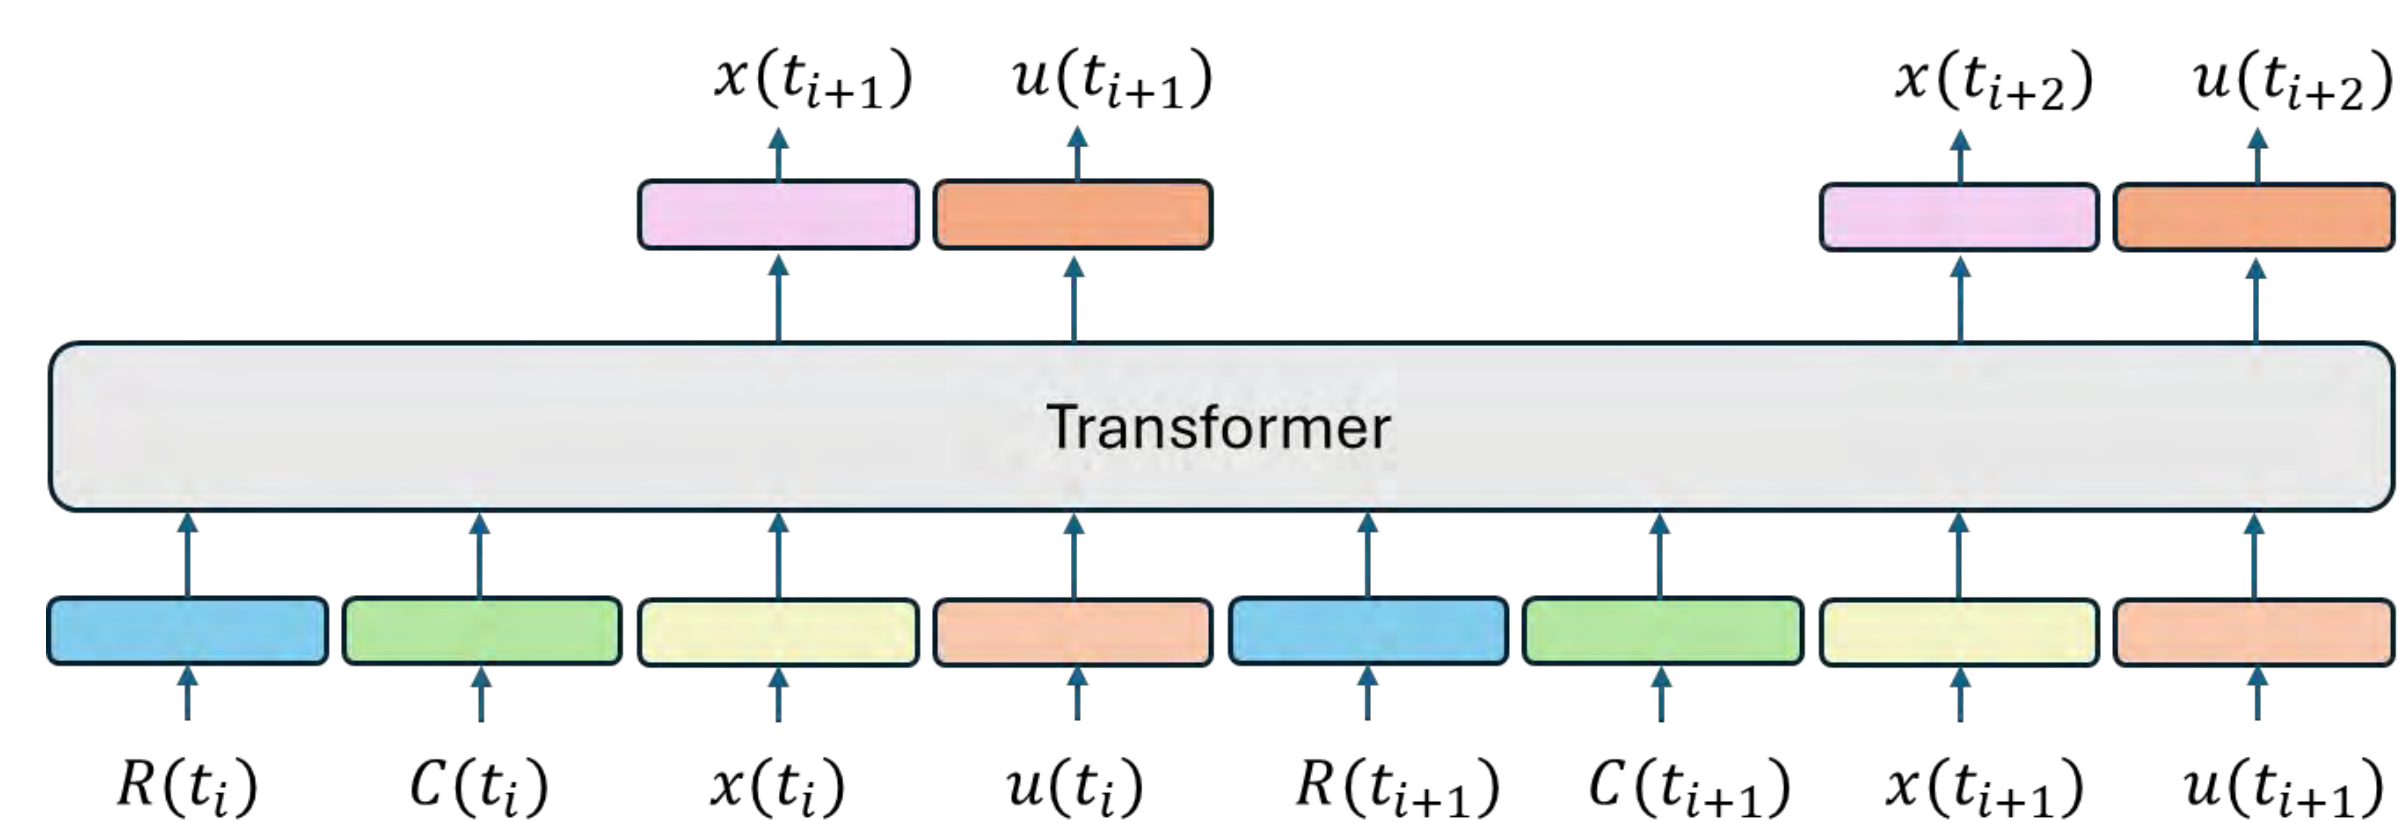 x(t_{i+1}) u(t_{i+1}) x(t_{i+2}) u(t_{i+2})
Transformer
R(t_i) C(t_i) x(t_i) u(t_i) R(t_{i+1}) C(t_{i+1}) x(t_{i+1}) u(t_{i+1})